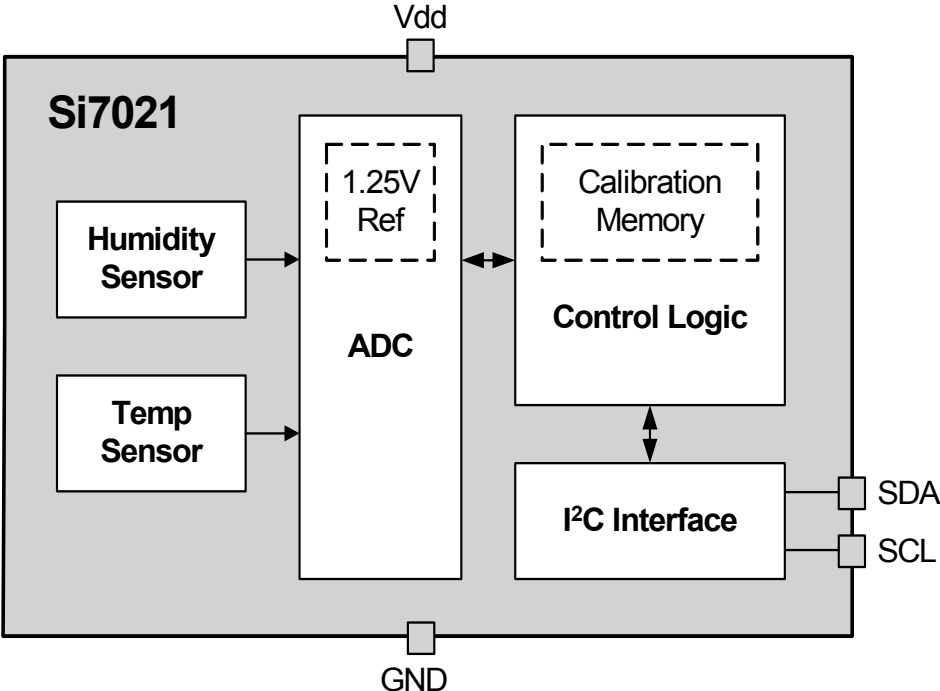 Vdd
Si7021
1.25V
Ref
Calibration
Memory
Humidity
Sensor
ADC
Control Logic
Temp
Sensor
I²C Interface
SDA
SCL
GND